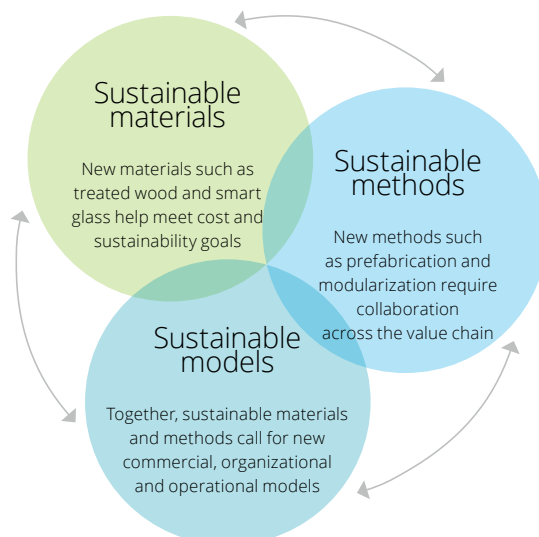 Sustainable
materials
New materials such as
treated wood and smart
glass help meet cost and
sustainability goals
Sustainable
methods
New methods such
as prefabrication and
modularization require
collaboration
across the value chain
Sustainable
models
Together, sustainable materials
and methods call for new
commercial, organizational
and operational models